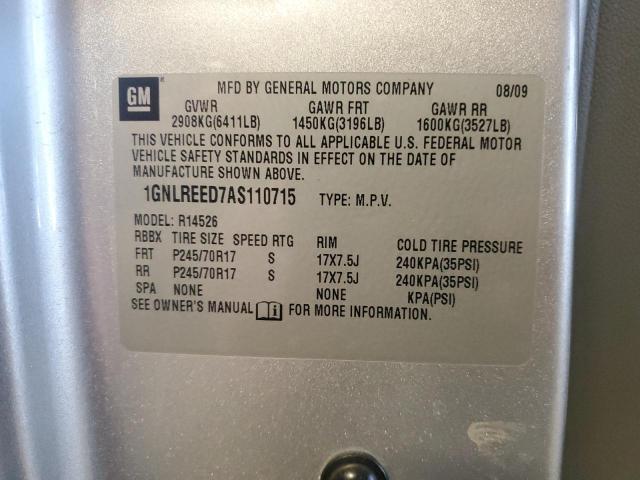 GM
MFD BY GENERAL MOTORS COMPANY 08/09
GVWR GAWR FRT GAWR RR
2908KG(6411LB) 1450KG(3196LB) 1600KG(3527LB)
THIS VEHICLE CONFORMS TO ALL APPLICABLE U.S. FEDERAL MOTOR
VEHICLE SAFETY STANDARDS IN EFFECT ON THE DATE OF
MANUFACTURE SHOWN ABOVE.
1GNLREED7AS110715 TYPE: M.P.V.
MODEL: R14526
RBBX TIRE SIZE SPEED RTG RIM COLD TIRE PRESSURE
FRT P245/70R17 S 17X7.5J 240KPA(35PSI)
RR P245/70R17 S 17X7.5J 240KPA(35PSI)
SPA NONE NONE KPA(PSI)
SEE OWNER'S MANUAL FOR MORE INFORMATION.